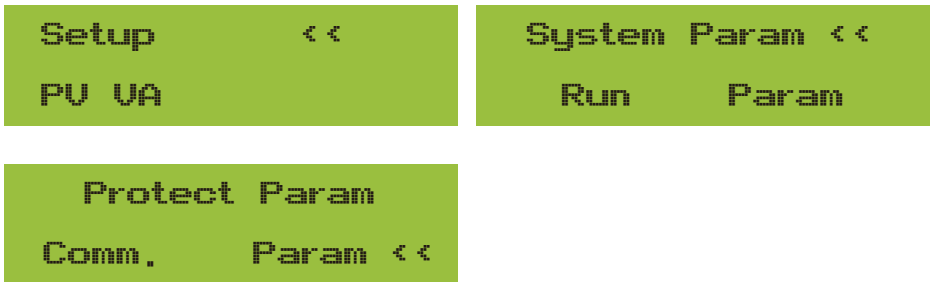 Setup <<
PV VA
System Param <<
Run Param
Protect Param
Comm. Param <<